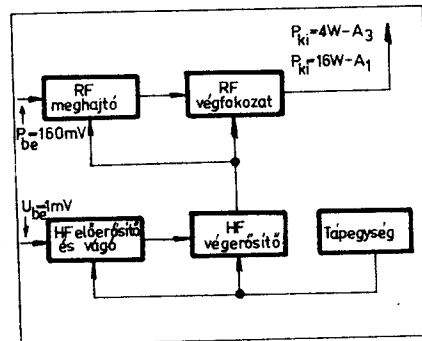 P_ki=4W-A_3
P_ki=16W-A_1
RF
meghajtó
RF
végfokozat
P_be=160mV
U_be=1mV
HF előerősítő
és vágó
HF
végerősítő
Tápegység